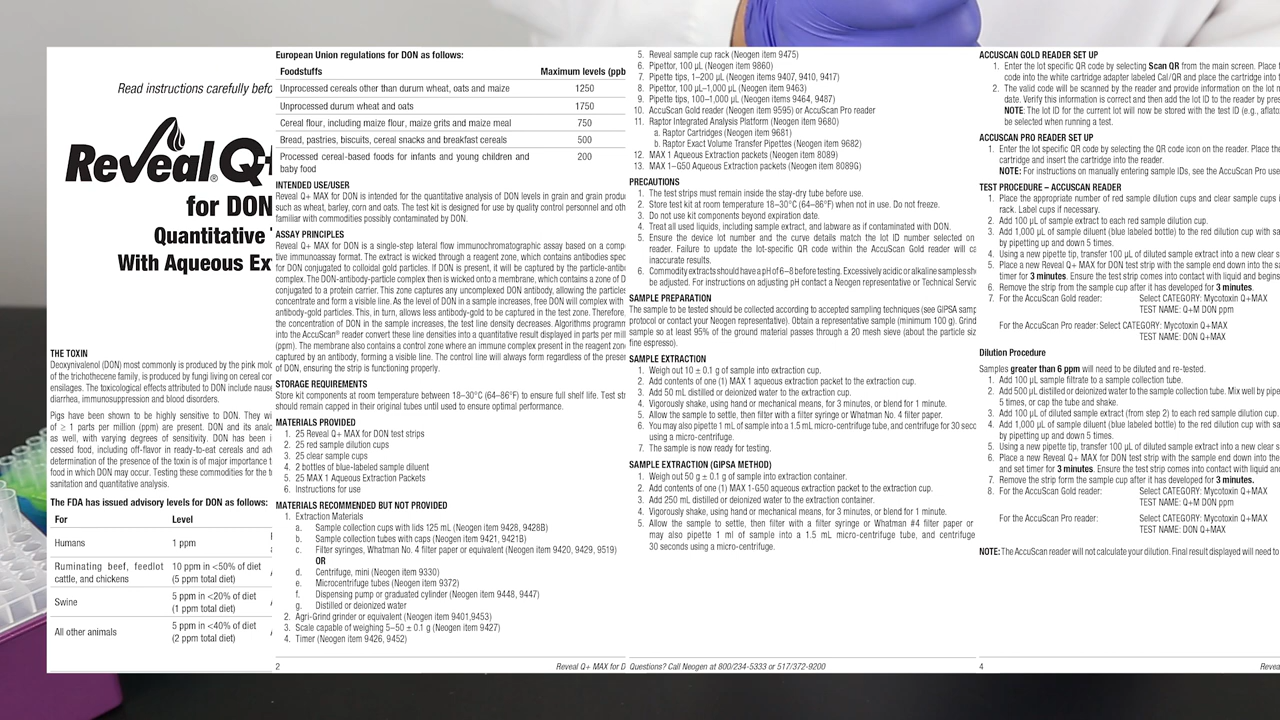 Read instructions carefully
Reveal Q+
for DON
Quantitative
With Aqueous
THE TOXIN
Deoxynivalenol (DON) most commonly is produced by the pink
of the trichothecene family, is produced by fungi living on cereal
ensilages. The toxicological effects attributed to DON include
diarrhea, immunosuppression and blood disorders.
Pigs have been shown to be highly sensitive to DON. They
of ≥ 1 parts per million (ppm) are present. DON and its
as well, with varying degrees of sensitivity. DON has been
cessed food, including off-flavor in ready-to-eat cereals and
determination of the presence of the toxin is of major importance
food in which DON may occur. Testing these commodities for the
sanitation and quantitative analysis.
The FDA has issued advisory levels for DON as follows:
For Level
Humans 1 ppm
Ruminating beef, feedlot 10 ppm in <50% of diet
cattle, and chickens (5 ppm total diet)
Swine 5 ppm in <20% of diet
(1 ppm total diet)
All other animals 5 ppm in <40% of diet
(2 ppm total diet)
European Union regulations for DON as follows:
Foodstuffs Maximum levels (ppb
Unprocessed cereals other than durum wheat, oats and maize 1250
Unprocessed durum wheat and oats 1750
Cereal flour, including maize flour, maize grits and maize meal 750
Bread, pastries, biscuits, cereal snacks and breakfast cereals 500
Processed cereal-based foods for infants and young children and 200
baby food
INTENDED USE/USER
Reveal Q+ MAX for DON is intended for the quantitative analysis of DON levels in grain and grain
such as wheat, barley, corn and oats. The test kit is designed for use by quality control personnel and
familiar with commodities possibly contaminated by DON.
ASSAY PRINCIPLES
Reveal Q+ MAX for DON is a single-step lateral flow immunochromatographic assay based on a
tive immunoassay format. The extract is wicked through a reagent zone, which contains antibodies
for DON conjugated to colloidal gold particles. If DON is present, it will be captured by the
complex. The DON-antibody-particle complex then is wicked into a membrane, which contains a zone of
conjugated to a protein carrier. This zone captures any uncomplexed DON antibody, allowing the
concentrate and form a visible line. As the level of DON in a sample increases, free DON will complex with
antibody-gold particles. This, in turn, allows less antibody-gold to be captured in the test zone. Therefore,
the concentration of DON in the sample increases, the test line density decreases. Algorithms
into the AccuScan® reader convert these line densities into a quantitative result displayed in parts per
(ppm). The membrane also contains a control zone where an immune complex present in the reagent
captured by an antibody, forming a visible line. The control line will always form regardless of the
of DON, ensuring the strip is functioning properly.
STORAGE REQUIREMENTS
Store kit components at room temperature between 18–30°C (64–86°F) to ensure full shelf life. Test
should remain capped in their original tubes until used to ensure optimal performance.
MATERIALS PROVIDED
1. 25 Reveal Q+ MAX for DON test strips
2. 25 red sample dilution cups
3. 25 clear sample cups
4. 2 bottles of blue-labeled sample diluent
5. 25 MAX 1 Aqueous Extraction Packets
6. Instructions for use
MATERIALS RECOMMENDED BUT NOT PROVIDED
1. Extraction Materials
a. Sample collection cups with lids 125 mL (Neogen item 9428, 9428B)
b. Sample collection tubes with caps (Neogen item 9421, 9421B)
c. Filter syringes, Whatman No. 4 filter paper or equivalent (Neogen item 9420, 9429, 9519)
OR
d. Centrifuge, mini (Neogen item 9330)
e. Microcentrifuge tubes (Neogen item 9372)
f. Dispensing pump or graduated cylinder (Neogen item 9448, 9447)
g. Distilled or deionized water
2. Agri-Grind grinder or equivalent (Neogen item 9401,9453)
3. Scale capable of weighing 5–50 ± 0.1 g (Neogen item 9427)
4. Timer (Neogen item 9426, 9452)
2 Reveal Q+ MAX for D
5. Reveal sample cup rack (Neogen item 9475)
6. Pipettor, 100 µL (Neogen item 9860)
7. Pipette tips, 1–200 µL (Neogen items 9407, 9410, 9417)
8. Pipettor, 100 µL–1,000 µL (Neogen item 9463)
9. Pipette tips, 100–1,000 µL (Neogen items 9464, 9487)
10. AccuScan Gold reader (Neogen item 9595) or AccuScan Pro reader
11. Raptor Integrated Analysis Platform (Neogen item 9680)
a. Raptor Cartridges (Neogen item 9681)
b. Raptor Exact Volume Transfer Pipettes (Neogen item 9682)
12. MAX 1 Aqueous Extraction packets (Neogen item 8089)
13. MAX 1–G50 Aqueous Extraction packets (Neogen item 8089G)
PRECAUTIONS
1. The test strips must remain inside the stay-dry tube before use.
2. Store test kit at room temperature 18–30°C (64–86°F) when not in use. Do not freeze.
3. Do not use kit components beyond expiration date.
4. Treat all used liquids, including sample extract, and labware as if contaminated with DON.
5. Ensure the device lot number and the curve details match the lot ID number selected on
reader. Failure to update the lot-specific QR code within the AccuScan Gold reader will
inaccurate results.
6. Commodity extracts should have a pH of 6–8 before testing. Excessively acidic or alkaline samples
be adjusted. For instructions on adjusting pH contact a Neogen representative or Technical
SAMPLE PREPARATION
The sample to be tested should be collected according to accepted sampling techniques (see GIPSA
protocol or contact your Neogen representative). Obtain a representative sample (minimum 100 g). Grind
sample so at least 95% of the ground material passes through a 20 mesh sieve (about the particle
fine espresso).
SAMPLE EXTRACTION
1. Weigh out 10 ± 0.1 g of sample into extraction cup.
2. Add contents of one (1) MAX 1 aqueous extraction packet to the extraction cup.
3. Add 50 mL distilled or deionized water to the extraction cup.
4. Vigorously shake, using hand or mechanical means, for 3 minutes, or blend for 1 minute.
5. Allow the sample to settle, then filter with a filter syringe or Whatman No. 4 filter paper.
6. You may also pipette 1 mL of sample into a 1.5 mL micro-centrifuge tube, and centrifuge for 30
using a micro-centrifuge.
7. The sample is now ready for testing.
SAMPLE EXTRACTION (GIPSA METHOD)
1. Weigh out 50 g ± 0.1 g of sample into extraction container.
2. Add contents of one (1) MAX 1-G50 aqueous extraction packet to the extraction cup.
3. Add 250 mL distilled or deionized water to the extraction container.
4. Vigorously shake, using hand or mechanical means, for 3 minutes, or blend for 1 minute.
5. Allow the sample to settle, then filter with a filter syringe or Whatman #4 filter paper or
may also pipette 1 ml of sample into a 1.5 mL micro-centrifuge tube, and centrifuge
30 seconds using a micro-centrifuge.
Questions? Call Neogen at 800/234-5333 or 517/372-9200
ACCUSCAN GOLD READER SET UP
1. Enter the lot specific QR code by selecting Scan QR from the main screen. Place
code into the white cartridge adapter labeled Cal/QR and place the cartridge into
2. The valid code will be scanned by the reader and provide information on the lot
date. Verify this information is correct and then add the lot ID to the reader by
NOTE: The lot ID for the current lot will now be stored with the test ID (e.g.,
be selected when running a test.
ACCUSCAN PRO READER SET UP
1. Enter the lot specific QR code by selecting the QR code icon on the reader. Place
cartridge and insert the cartridge into the reader.
NOTE: For instructions on manually entering sample IDs, see the AccuScan Pro
TEST PROCEDURE – ACCUSCAN READER
1. Place the appropriate number of red sample dilution cups and clear sample cups
rack. Label cups if necessary.
2. Add 100 µL of sample extract to each red sample dilution cup.
3. Add 1,000 µL of sample diluent (blue labeled bottle) to the red dilution cup with
by pipetting up and down 5 times.
4. Using a new pipette tip, transfer 100 µL of diluted sample extract into a new clear
5. Place a new Reveal Q+ MAX for DON test strip with the sample end down into the
timer for 3 minutes. Ensure the test strip comes into contact with liquid and begins
6. Remove the strip from the sample cup after it has developed for 3 minutes.
7. For the AccuScan Gold reader: Select CATEGORY: Mycotoxin Q+MAX
TEST NAME: Q+M DON ppm
For the AccuScan Pro reader: Select CATEGORY: Mycotoxin Q+MAX
TEST NAME: DON Q+MAX
Dilution Procedure
Samples greater than 6 ppm will need to be diluted and re-tested.
1. Add 100 µL sample filtrate to a sample collection tube.
2. Add 500 µL distilled or deionized water to the sample collection tube. Mix well by
5 times, or cap the tube and shake.
3. Add 100 µL of diluted sample extract (from step 2) to each red sample dilution cup.
4. Add 1,000 µL of sample diluent (blue labeled bottle) to the red dilution cup with
by pipetting up and down 5 times.
5. Using a new pipette tip, transfer 100 µL of diluted sample extract into a new clear
6. Place a new Reveal Q+ MAX for DON test strip with the sample end down into the
and set timer for 3 minutes. Ensure the test strip comes into contact with liquid and
7. Remove the strip form the sample cup after it has developed for 3 minutes.
8. For the AccuScan Gold reader: Select CATEGORY: Mycotoxin Q+MAX
TEST NAME: Q+M DON ppm
For the AccuScan Pro reader: Select CATEGORY: Mycotoxin Q+MAX
TEST NAME: DON Q+MAX
NOTE: The AccuScan reader will not calculate your dilution. Final result displayed will need to
4